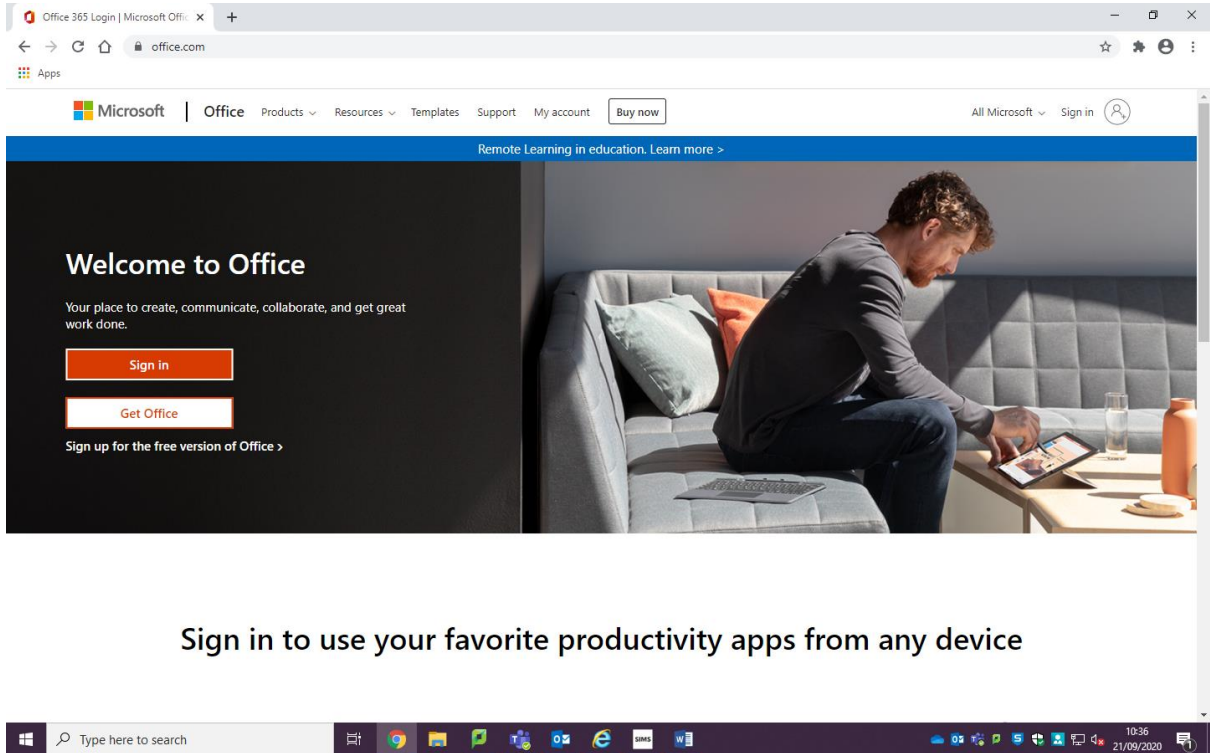 Office 365 Login | Microsoft Offic
office.com
Apps
Microsoft Office Products Resources Templates Support My account Buy now All Microsoft Sign in
Remote Learning in education. Learn more >
Welcome to Office
Your place to create, communicate, collaborate, and get great
work done.
Sign in
Get Office
Sign up for the free version of Office >
Sign in to use your favorite productivity apps from any device
Type here to search
SIMS
10:36
21/09/2020